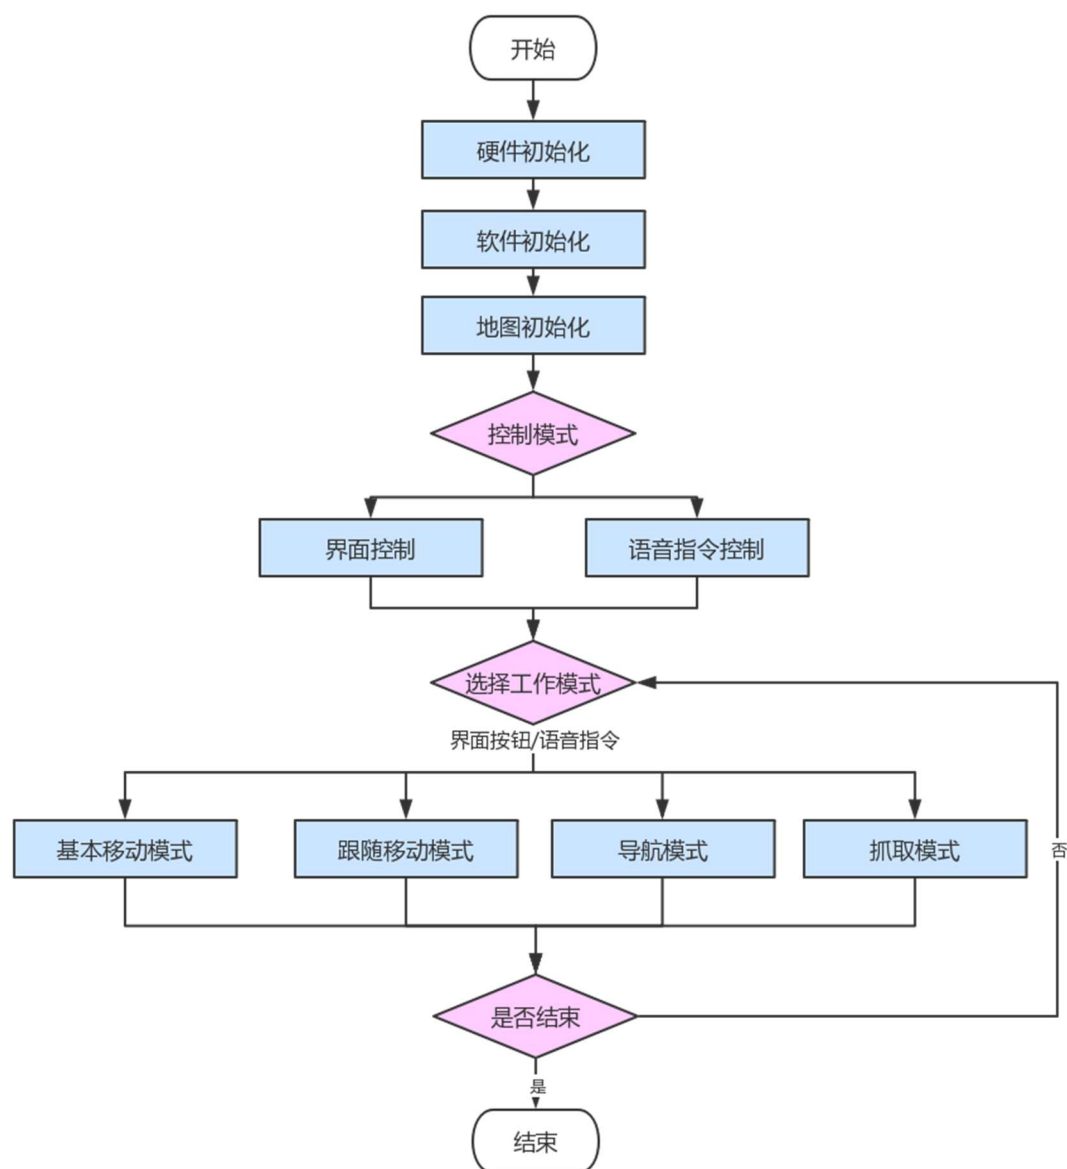 开始
硬件初始化
软件初始化
地图初始化
控制模式
界面控制
语音指令控制
选择工作模式
界面按钮/语音指令
基本移动模式
跟随移动模式
导航模式
抓取模式
否
是否结束
是
结束